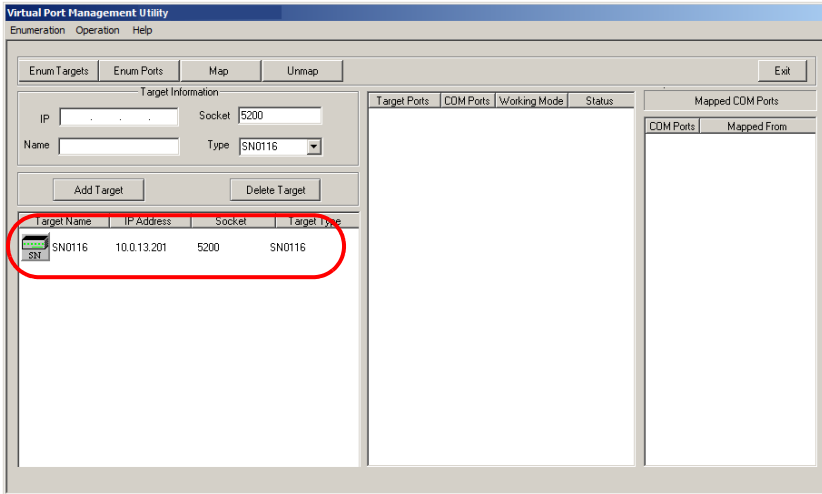 Virtual Port Management Utility
Enumeration Operation Help
Enum Targets Enum Ports Map Unmap Exit
Target Information
IP . . . Socket 5200
Name Type SN0116
Add Target Delete Target
Target Name IP Address Socket Target Type
SN0116 10.0.13.201 5200 SN0116
SN
Target Ports COM Ports Working Mode Status
Mapped COM Ports
COM Ports Mapped From